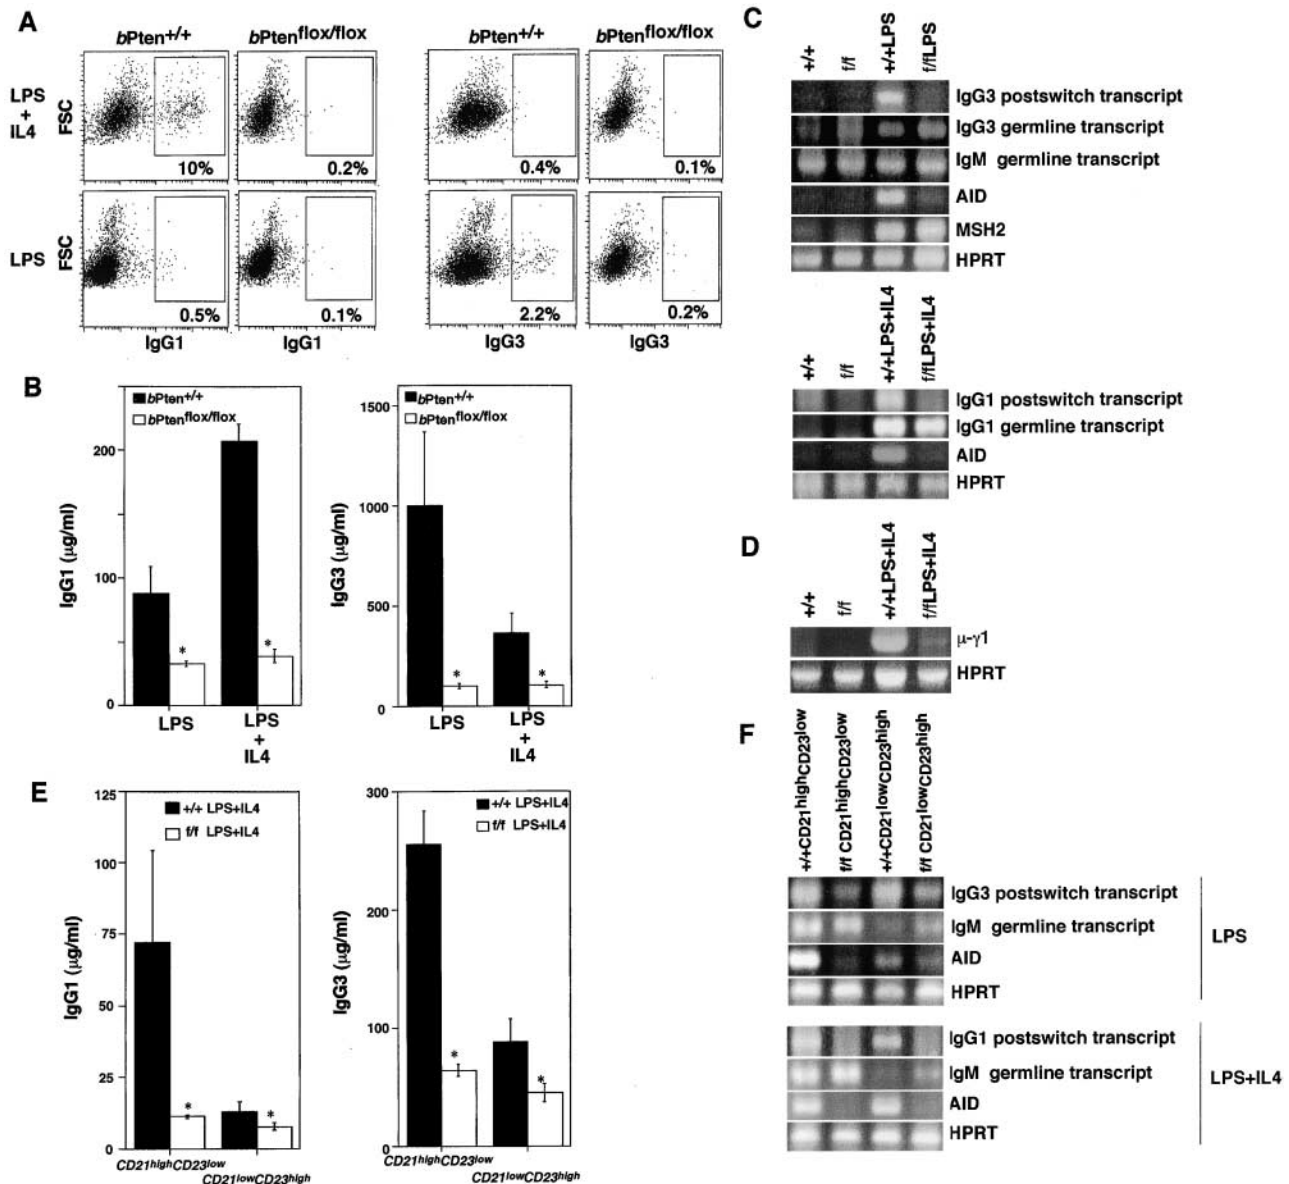 A
bPten+/+
bPtenflox/flox
bPten+/+
bPtenflox/flox
LPS
+
IL4
FSC
10%
0.2%
0.4%
0.1%
LPS
FSC
0.5%
0.1%
2.2%
0.2%
IgG1
IgG1
IgG3
IgG3
B
bPten+/+
bPtenflox/flox
IgG1 (µg/ml)
200
100
0
*
*
LPS
LPS
+
IL4
bPten+/+
bPtenflox/flox
IgG3 (µg/ml)
1500
1000
500
0
*
*
LPS
LPS
+
IL4
E
+/+ LPS+IL4
f/f LPS+IL4
IgG1 (µg/ml)
125
100
75
50
25
0
*
*
CD21highCD23low
CD21lowCD23high
+/+ LPS+IL4
f/f LPS+IL4
IgG3 (µg/ml)
300
200
100
0
*
*
CD21highCD23low
CD21lowCD23high
C
+/+
f/f
+/+LPS
f/fLPS
IgG3 postswitch transcript
IgG3 germline transcript
IgM germline transcript
AID
MSH2
HPRT
+/+
f/f
+/+LPS+IL4
f/fLPS+IL4
IgG1 postswitch transcript
IgG1 germline transcript
AID
HPRT
D
+/+
f/f
+/+LPS+IL4
f/fLPS+IL4
µ-γ1
HPRT
F
+/+CD21highCD23low
f/f CD21highCD23low
+/+CD21lowCD23high
f/f CD21lowCD23high
IgG3 postswitch transcript
IgM germline transcript
AID
HPRT
LPS
IgG1 postswitch transcript
IgM germline transcript
AID
HPRT
LPS+IL4